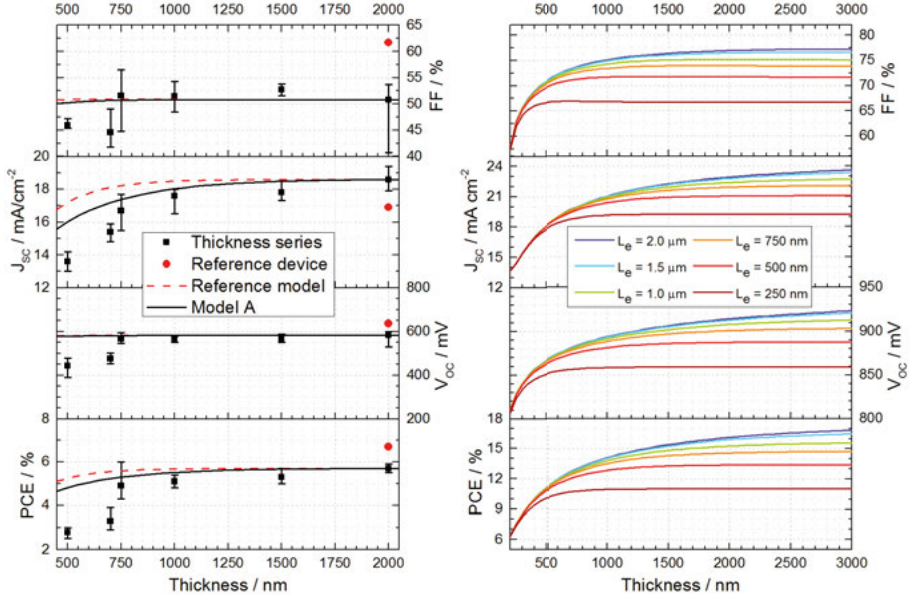 500 750 1000 1250 1500 1750 2000
65
60
55
50
45
40
FF / %
20
18
16
14
12
J_SC / mA/cm⁻²
Thickness series
Reference device
Reference model
Model A
800
600
400
200
V_OC / mV
8
6
4
2
PCE / %
500 750 1000 1250 1500 1750 2000
Thickness / nm
500 1000 1500 2000 2500 3000
80
75
70
65
60
FF / %
24
21
18
15
12
J_SC / mA cm⁻²
L_e = 2.0 µm
L_e = 1.5 µm
L_e = 1.0 µm
L_e = 750 nm
L_e = 500 nm
L_e = 250 nm
950
900
850
800
V_OC / mV
18
15
12
9
6
PCE / %
500 1000 1500 2000 2500 3000
Thickness / nm